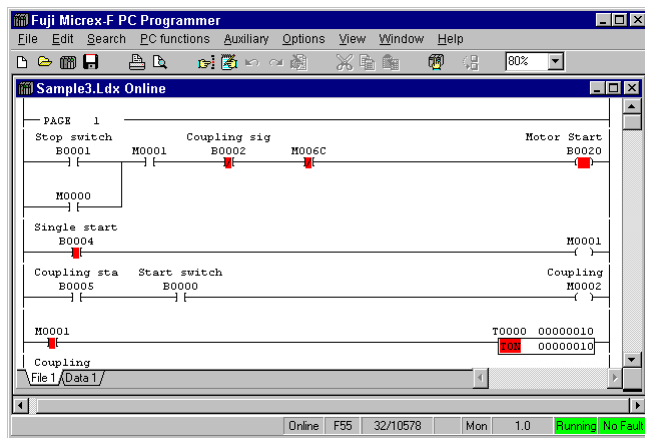 Fuji Micrex-F PC Programmer
File Edit Search PC functions Auxiliary Options View Window Help
80%
Sample3.Ldx Online
PAGE 1
Stop switch Coupling sig Motor Start
B0001 M0001 B0002 M006C B0020
M0000
Single start
B0004 M0001
Coupling sta Start switch Coupling
B0005 B0000 M0002
M0001 T0000 00000010
TON 00000010
Coupling
File 1 Data 1
Online F55 32/10578 Mon 1.0 Running No Fault